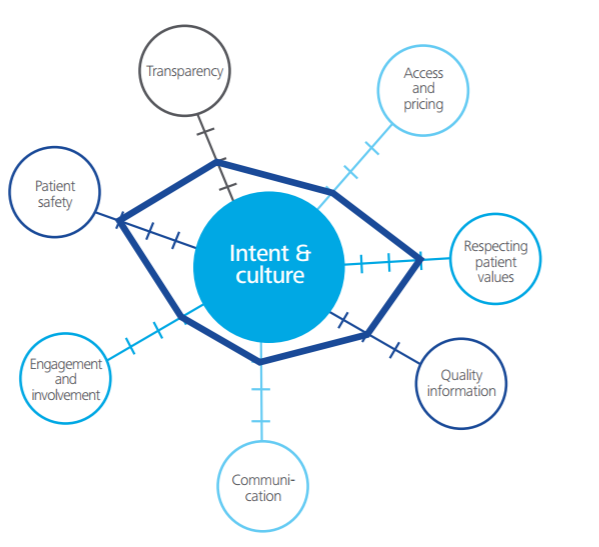 Transparency
Access
and
pricing
Patient
safety
Intent &
culture
Respecting
patient
values
Engagement
and
involvement
Quality
information
Communi-
cation